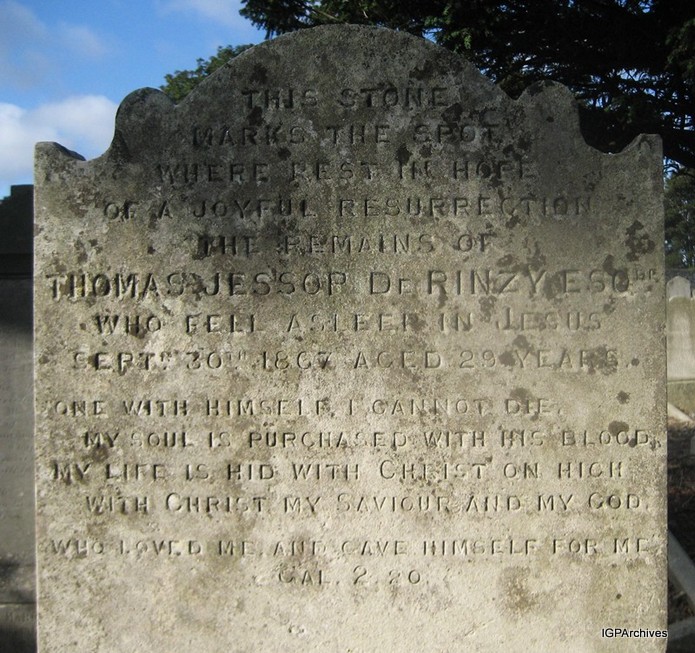 THIS STONE
MARKS THE SPOT
WHERE REST IN HOPE
OF A JOYFUL RESURRECTION
THE REMAINS OF
THOMAS JESSOP DE RINZY ESQRE
WHO FELL ASLEEP IN JESUS
SEPTR 30TH 1867 AGED 29 YEARS.
ONE WITH HIMSELF, I CANNOT DIE,
MY SOUL IS PURCHASED WITH HIS BLOOD,
MY LIFE IS HID WITH CHRIST ON HIGH
WITH CHRIST MY SAVIOUR AND MY GOD.
WHO LOVED ME, AND GAVE HIMSELF FOR ME
GAL. 2. 20.
IGPArchives